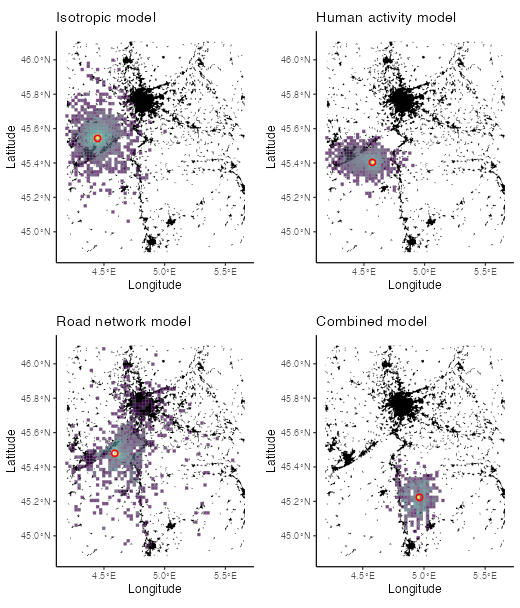 Isotropic model
Human activity model
46.0°N
45.8°N
45.6°N
45.4°N
45.2°N
45.0°N
Latitude
4.5°E 5.0°E 5.5°E
Longitude
46.0°N
45.8°N
45.6°N
45.4°N
45.2°N
45.0°N
Latitude
4.5°E 5.0°E 5.5°E
Longitude
Road network model
Combined model
46.0°N
45.8°N
45.6°N
45.4°N
45.2°N
45.0°N
Latitude
4.5°E 5.0°E 5.5°E
Longitude
46.0°N
45.8°N
45.6°N
45.4°N
45.2°N
45.0°N
Latitude
4.5°E 5.0°E 5.5°E
Longitude